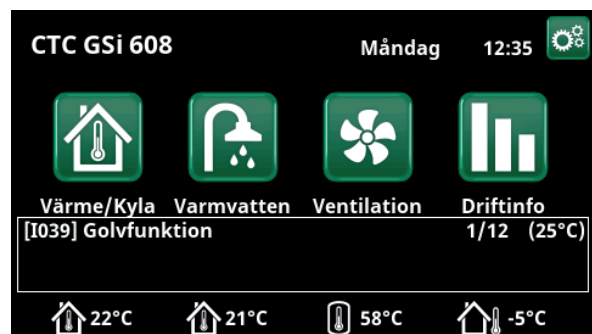 CTC GSi 608 Måndag 12:35
Värme/Kyla Varmvatten Ventilation Driftinfo
[I039] Golvfunktion 1/12 (25°C)
22°C 21°C 58°C -5°C